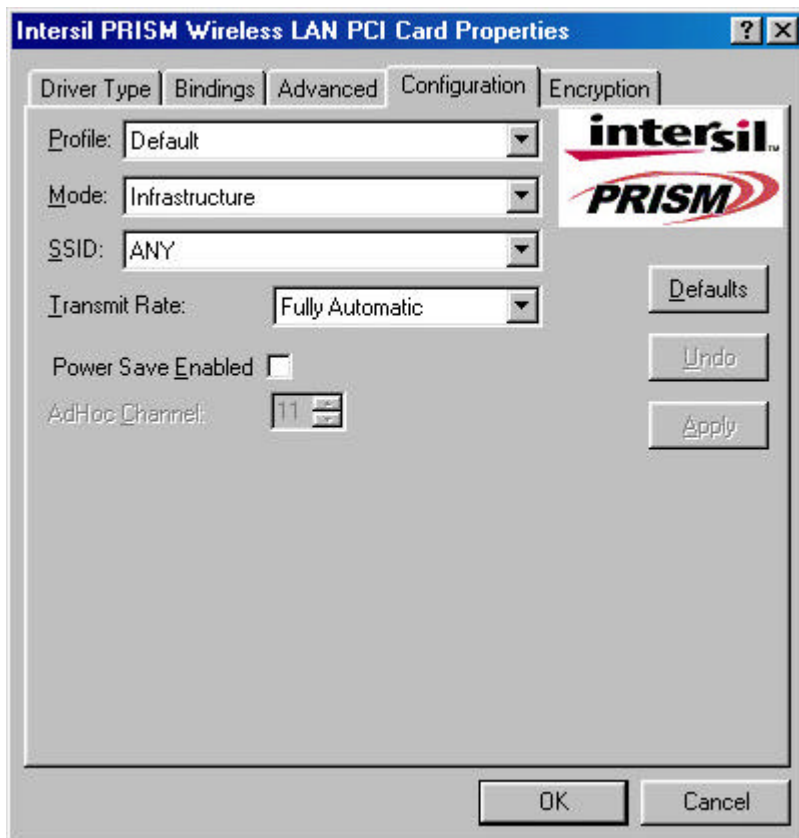 Intersil PRISM Wireless LAN PCI Card Properties
Driver Type Bindings Advanced Configuration Encryption
Profile: Default
intersil™
PRISM
Mode: Infrastructure
SSID: ANY
Transmit Rate: Fully Automatic
Defaults
Power Save Enabled
Undo
AdHoc Channel: 11
Apply
OK Cancel